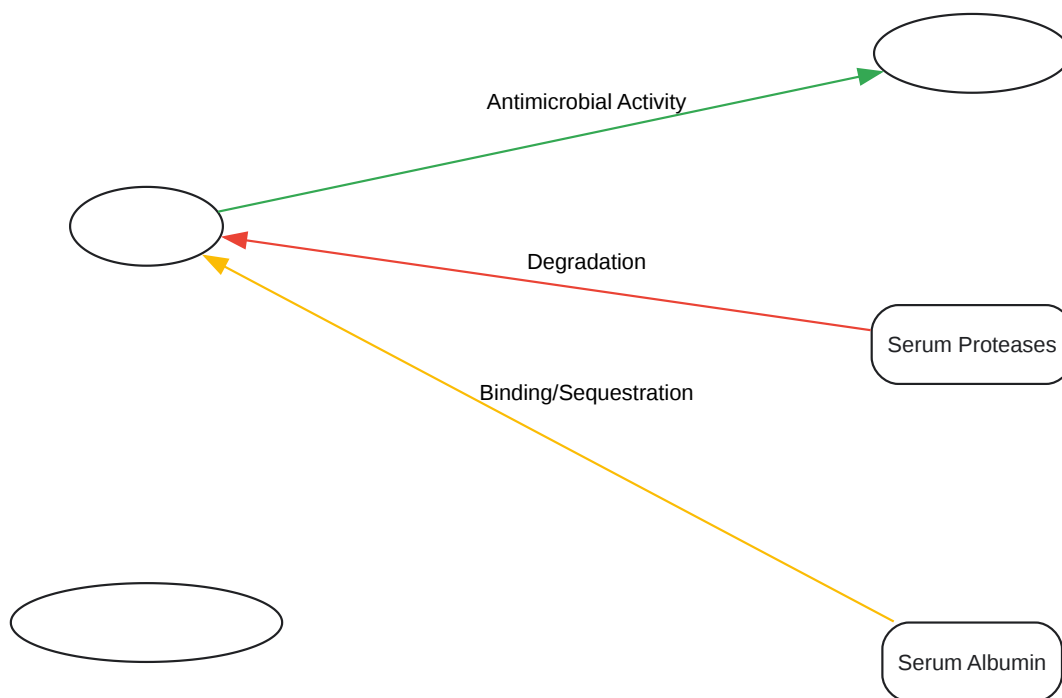 Antimicrobial Activity
Degradation
Serum Proteases
Binding/Sequestration
Serum Albumin